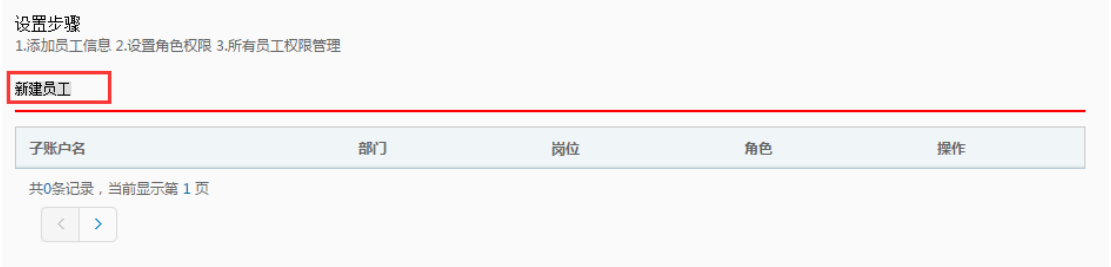 设置步骤
1.添加员工信息 2.设置角色权限 3.所有员工权限管理
新建员工
子账户名 部门 岗位 角色 操作
共0条记录，当前显示第 1 页